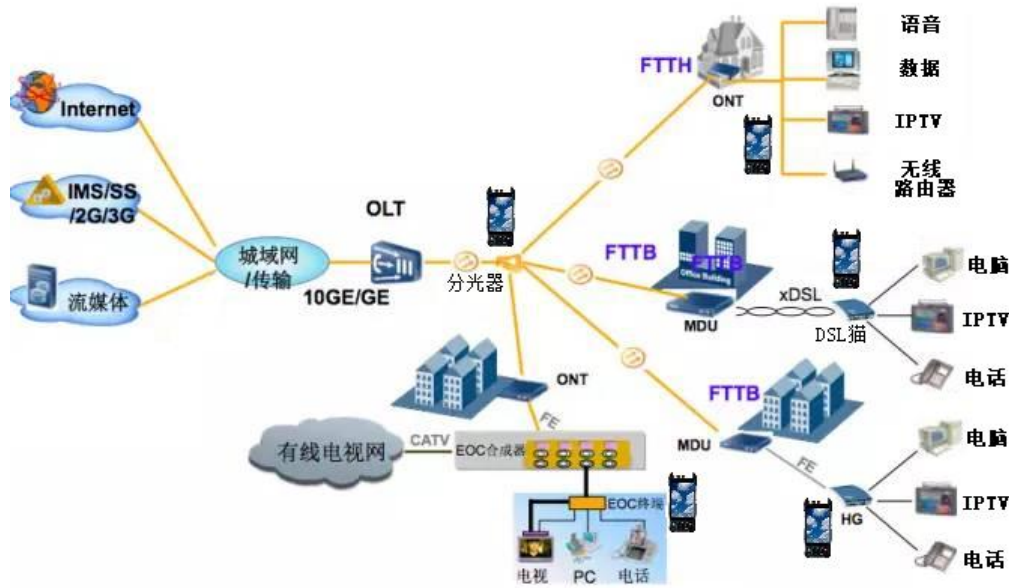 语音
FTTH
数据
ONT
Internet
IPTV
无线
路由器
IMS/SS
/2G/3G
OLT
城域网
/传输
10GE/GE
分光器
FTTB
FTTB
Office Building
MDU
xDSL
DSL猫
电脑
IPTV
电话
流媒体
ONT
FE
FTTB
MDU
FE
HG
电脑
IPTV
电话
有线电视网
CATV
EOC合成器
EOC终端
电视
PC
电话